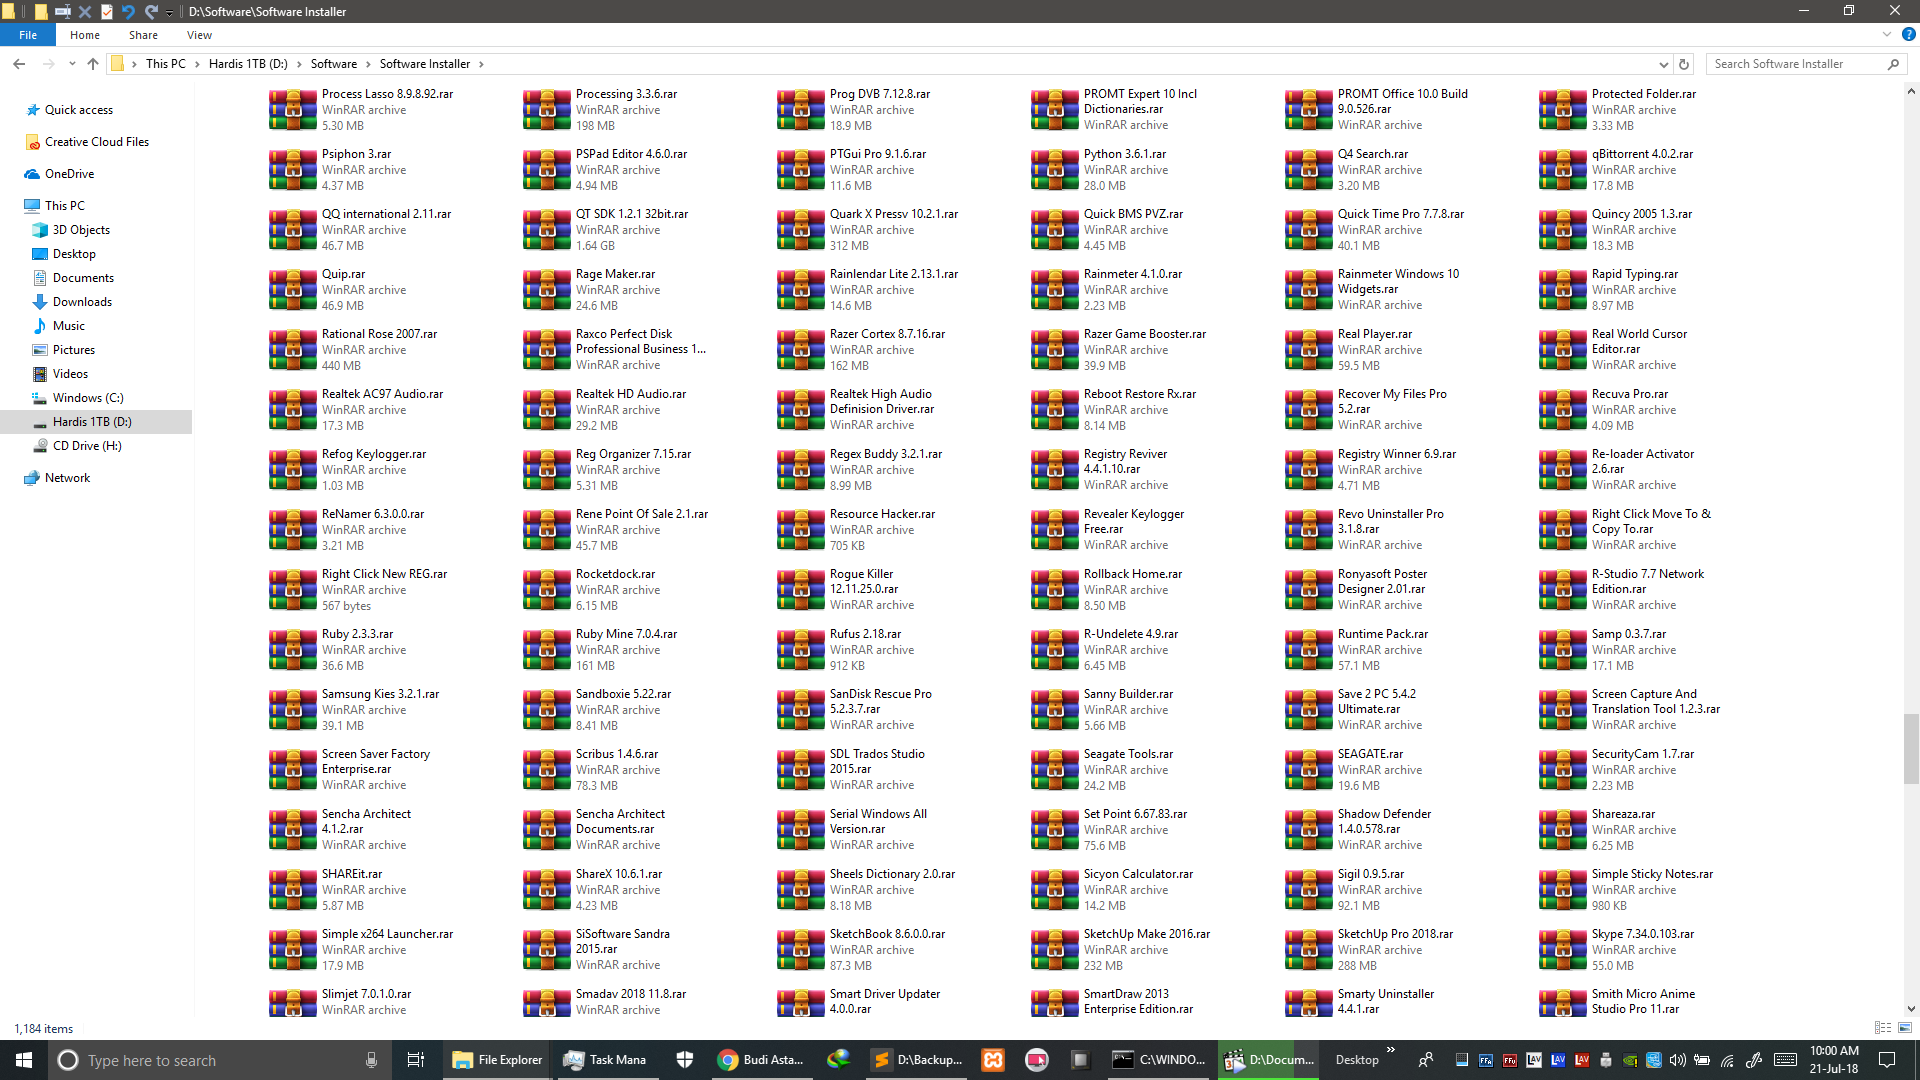 D:\Software\Software Installer
File Home Share View
This PC Hardis 1TB (D:) Software Software Installer
Search Software Installer
Quick access
Creative Cloud Files
OneDrive
This PC
3D Objects
Desktop
Documents
Downloads
Music
Pictures
Videos
Windows (C:)
Hardis 1TB (D:)
CD Drive (H:)
Network
Process Lasso 8.9.8.92.rar
WinRAR archive
5.30 MB
Processing 3.3.6.rar
WinRAR archive
198 MB
Prog DVB 7.12.8.rar
WinRAR archive
18.9 MB
PROMT Expert 10 Incl
Dictionaries.rar
WinRAR archive
PROMT Office 10.0 Build
9.0.526.rar
WinRAR archive
Protected Folder.rar
WinRAR archive
3.33 MB
Psiphon 3.rar
WinRAR archive
4.37 MB
PSPad Editor 4.6.0.rar
WinRAR archive
4.94 MB
PTGui Pro 9.1.6.rar
WinRAR archive
11.6 MB
Python 3.6.1.rar
WinRAR archive
28.0 MB
Q4 Search.rar
WinRAR archive
3.20 MB
qBittorrent 4.0.2.rar
WinRAR archive
17.8 MB
QQ international 2.11.rar
WinRAR archive
46.7 MB
QT SDK 1.2.1 32bit.rar
WinRAR archive
1.64 GB
Quark X Pressv 10.2.1.rar
WinRAR archive
312 MB
Quick BMS PVZ.rar
WinRAR archive
4.45 MB
Quick Time Pro 7.7.8.rar
WinRAR archive
40.1 MB
Quincy 2005 1.3.rar
WinRAR archive
18.3 MB
Quip.rar
WinRAR archive
46.9 MB
Rage Maker.rar
WinRAR archive
24.6 MB
Rainlendar Lite 2.13.1.rar
WinRAR archive
14.6 MB
Rainmeter 4.1.0.rar
WinRAR archive
2.23 MB
Rainmeter Windows 10
Widgets.rar
WinRAR archive
Rapid Typing.rar
WinRAR archive
8.97 MB
Rational Rose 2007.rar
WinRAR archive
440 MB
Raxco Perfect Disk
Professional Business 1...
WinRAR archive
Razer Cortex 8.7.16.rar
WinRAR archive
162 MB
Razer Game Booster.rar
WinRAR archive
39.9 MB
Real Player.rar
WinRAR archive
59.5 MB
Real World Cursor
Editor.rar
WinRAR archive
Realtek AC97 Audio.rar
WinRAR archive
17.3 MB
Realtek HD Audio.rar
WinRAR archive
29.2 MB
Realtek High Audio
Definision Driver.rar
WinRAR archive
Reboot Restore Rx.rar
WinRAR archive
8.14 MB
Recover My Files Pro
5.2.rar
WinRAR archive
Recuva Pro.rar
WinRAR archive
4.09 MB
Refog Keylogger.rar
WinRAR archive
1.03 MB
Reg Organizer 7.15.rar
WinRAR archive
5.31 MB
Regex Buddy 3.2.1.rar
WinRAR archive
8.99 MB
Registry Reviver
4.4.1.10.rar
WinRAR archive
Registry Winner 6.9.rar
WinRAR archive
4.71 MB
Re-loader Activator
2.6.rar
WinRAR archive
ReNamer 6.3.0.0.rar
WinRAR archive
3.21 MB
Rene Point Of Sale 2.1.rar
WinRAR archive
45.7 MB
Resource Hacker.rar
WinRAR archive
705 KB
Revealer Keylogger
Free.rar
WinRAR archive
Revo Uninstaller Pro
3.1.8.rar
WinRAR archive
Right Click Move To &
Copy To.rar
WinRAR archive
Right Click New REG.rar
WinRAR archive
567 bytes
Rocketdock.rar
WinRAR archive
6.15 MB
Rogue Killer
12.11.25.0.rar
WinRAR archive
Rollback Home.rar
WinRAR archive
8.50 MB
Ronyasoft Poster
Designer 2.01.rar
WinRAR archive
R-Studio 7.7 Network
Edition.rar
WinRAR archive
Ruby 2.3.3.rar
WinRAR archive
36.6 MB
Ruby Mine 7.0.4.rar
WinRAR archive
161 MB
Rufus 2.18.rar
WinRAR archive
912 KB
R-Undelete 4.9.rar
WinRAR archive
6.45 MB
Runtime Pack.rar
WinRAR archive
57.1 MB
Samp 0.3.7.rar
WinRAR archive
17.1 MB
Samsung Kies 3.2.1.rar
WinRAR archive
39.1 MB
Sandboxie 5.22.rar
WinRAR archive
8.41 MB
SanDisk Rescue Pro
5.2.3.7.rar
WinRAR archive
Sanny Builder.rar
WinRAR archive
5.66 MB
Save 2 PC 5.4.2
Ultimate.rar
WinRAR archive
Screen Capture And
Translation Tool 1.2.3.rar
WinRAR archive
Screen Saver Factory
Enterprise.rar
WinRAR archive
Scribus 1.4.6.rar
WinRAR archive
78.3 MB
SDL Trados Studio
2015.rar
WinRAR archive
Seagate Tools.rar
WinRAR archive
24.2 MB
SEAGATE.rar
WinRAR archive
19.6 MB
SecurityCam 1.7.rar
WinRAR archive
2.23 MB
Sencha Architect
4.1.2.rar
WinRAR archive
Sencha Architect
Documents.rar
WinRAR archive
Serial Windows All
Version.rar
WinRAR archive
Set Point 6.67.83.rar
WinRAR archive
75.6 MB
Shadow Defender
1.4.0.578.rar
WinRAR archive
Shareaza.rar
WinRAR archive
6.25 MB
SHAREit.rar
WinRAR archive
5.87 MB
ShareX 10.6.1.rar
WinRAR archive
4.23 MB
Sheels Dictionary 2.0.rar
WinRAR archive
8.18 MB
Sicyon Calculator.rar
WinRAR archive
14.2 MB
Sigil 0.9.5.rar
WinRAR archive
92.1 MB
Simple Sticky Notes.rar
WinRAR archive
980 KB
Simple x264 Launcher.rar
WinRAR archive
17.9 MB
SiSoftware Sandra
2015.rar
WinRAR archive
SketchBook 8.6.0.0.rar
WinRAR archive
87.3 MB
SketchUp Make 2016.rar
WinRAR archive
232 MB
SketchUp Pro 2018.rar
WinRAR archive
288 MB
Skype 7.34.0.103.rar
WinRAR archive
55.0 MB
Slimjet 7.0.1.0.rar
WinRAR archive
Smadav 2018 11.8.rar
WinRAR archive
Smart Driver Updater
4.0.0.rar
SmartDraw 2013
Enterprise Edition.rar
Smarty Uninstaller
4.4.1.rar
Smith Micro Anime
Studio Pro 11.rar
1,184 items
Type here to search
File Explorer
Task Mana
Budi Asta...
D:\Backup...
C:\WINDO...
D:\Docum...
Desktop
10:00 AM
21-Jul-18